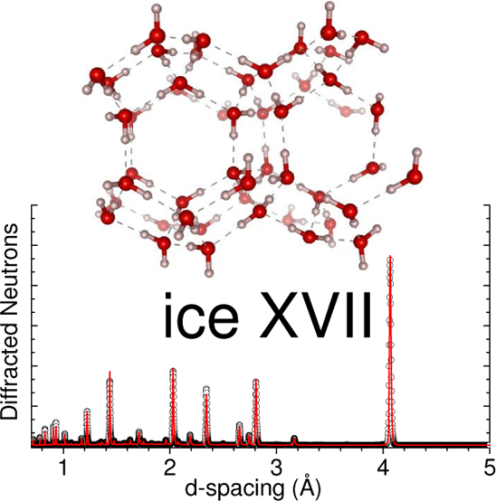 ice XVII
Diffracted Neutrons
1 2 3 4 5
d-spacing (Å)